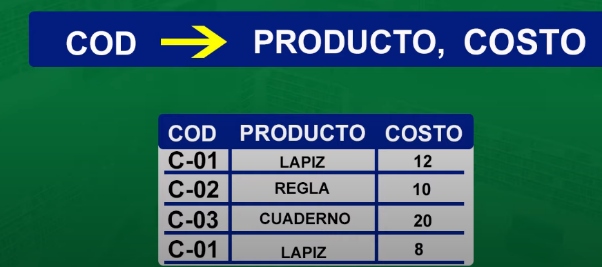 COD → PRODUCTO, COSTO
COD PRODUCTO COSTO
C-01 LAPIZ 12
C-02 REGLA 10
C-03 CUADERNO 20
C-01 LAPIZ 8